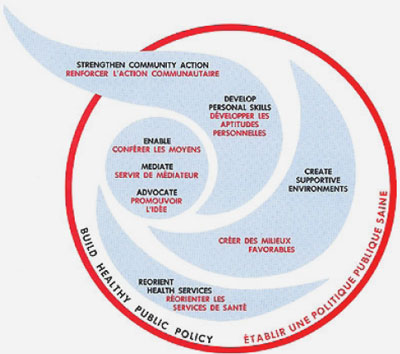 STRENGTHEN COMMUNITY ACTION
RENFORCER L'ACTION COMMUNAUTAIRE
DEVELOP
PERSONAL SKILLS
DÉVELOPPER LES
APTITUDES
PERSONNELLES
ENABLE
CONFÉRER LES MOYENS
MEDIATE
SERVIR DE MÉDIATEUR
ADVOCATE
PROMOUVOIR
L'IDÉE
CREATE
SUPPORTIVE
ENVIRONMENTS
CRÉER DES MILIEUX
FAVORABLES
REORIENT
HEALTH SERVICES
RÉORIENTER LES
SERVICES DE SANTÉ
BUILD HEALTHY PUBLIC POLICY
ÉTABLIR UNE POLITIQUE PUBLIQUE SAINE